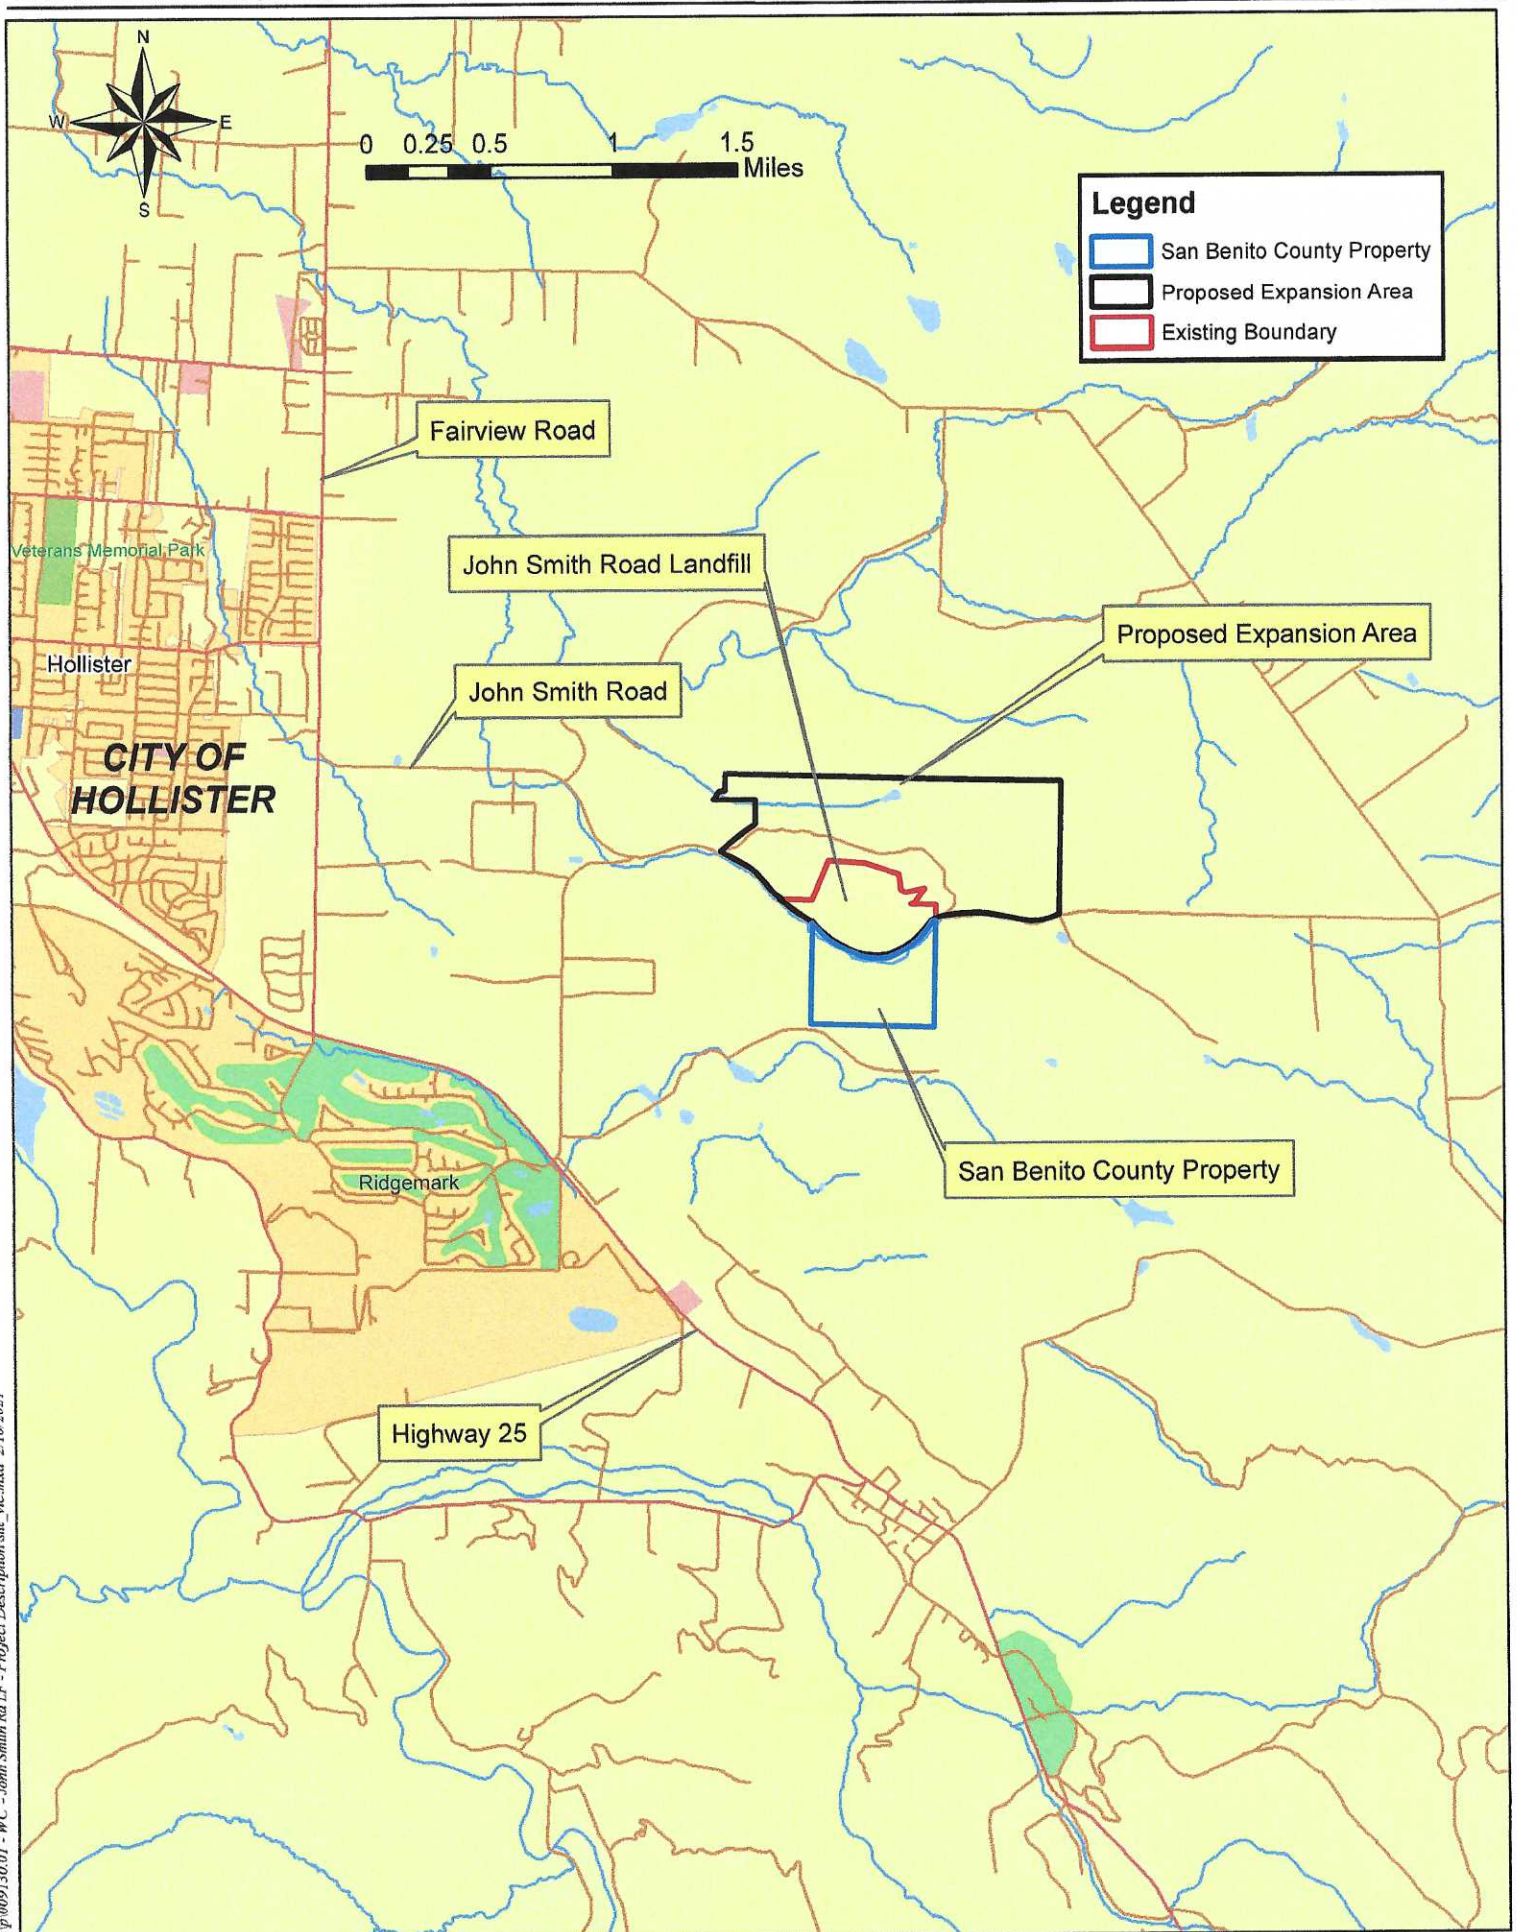 N
W
E
S
0 0.25 0.5 1 1.5
Miles
Legend
San Benito County Property
Proposed Expansion Area
Existing Boundary
Fairview Road
John Smith Road Landfill
Veterans Memorial Park
Proposed Expansion Area
Hollister
John Smith Road
CITY OF
HOLLISTER
San Benito County Property
Ridgemark
Highway 25